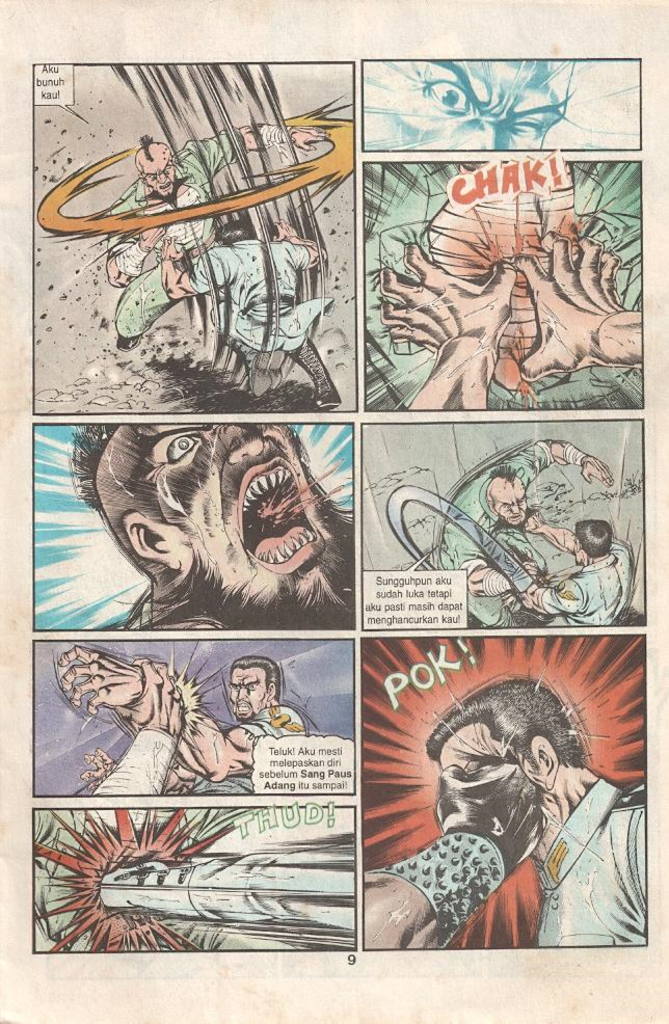 Aku
bunuh
kau!
CHAK!
Sungguhpun aku
sudah luka tetapi
aku pasti masih dapat
menghancurkan kau!
Teluk! Aku mesti
melepaskan diri
sebelum Sang Paus
Adang itu sampai!
POK!
THUD!
9